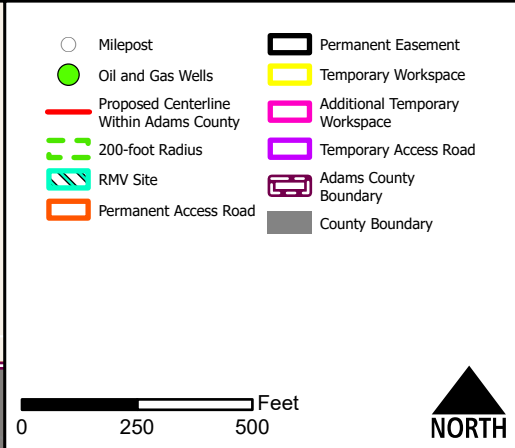 Milepost
Oil and Gas Wells
Proposed Centerline
Within Adams County
200-foot Radius
RMV Site
Permanent Access Road
Permanent Easement
Temporary Workspace
Additional Temporary
Workspace
Temporary Access Road
Adams County
Boundary
County Boundary
Feet
0 250 500
NORTH